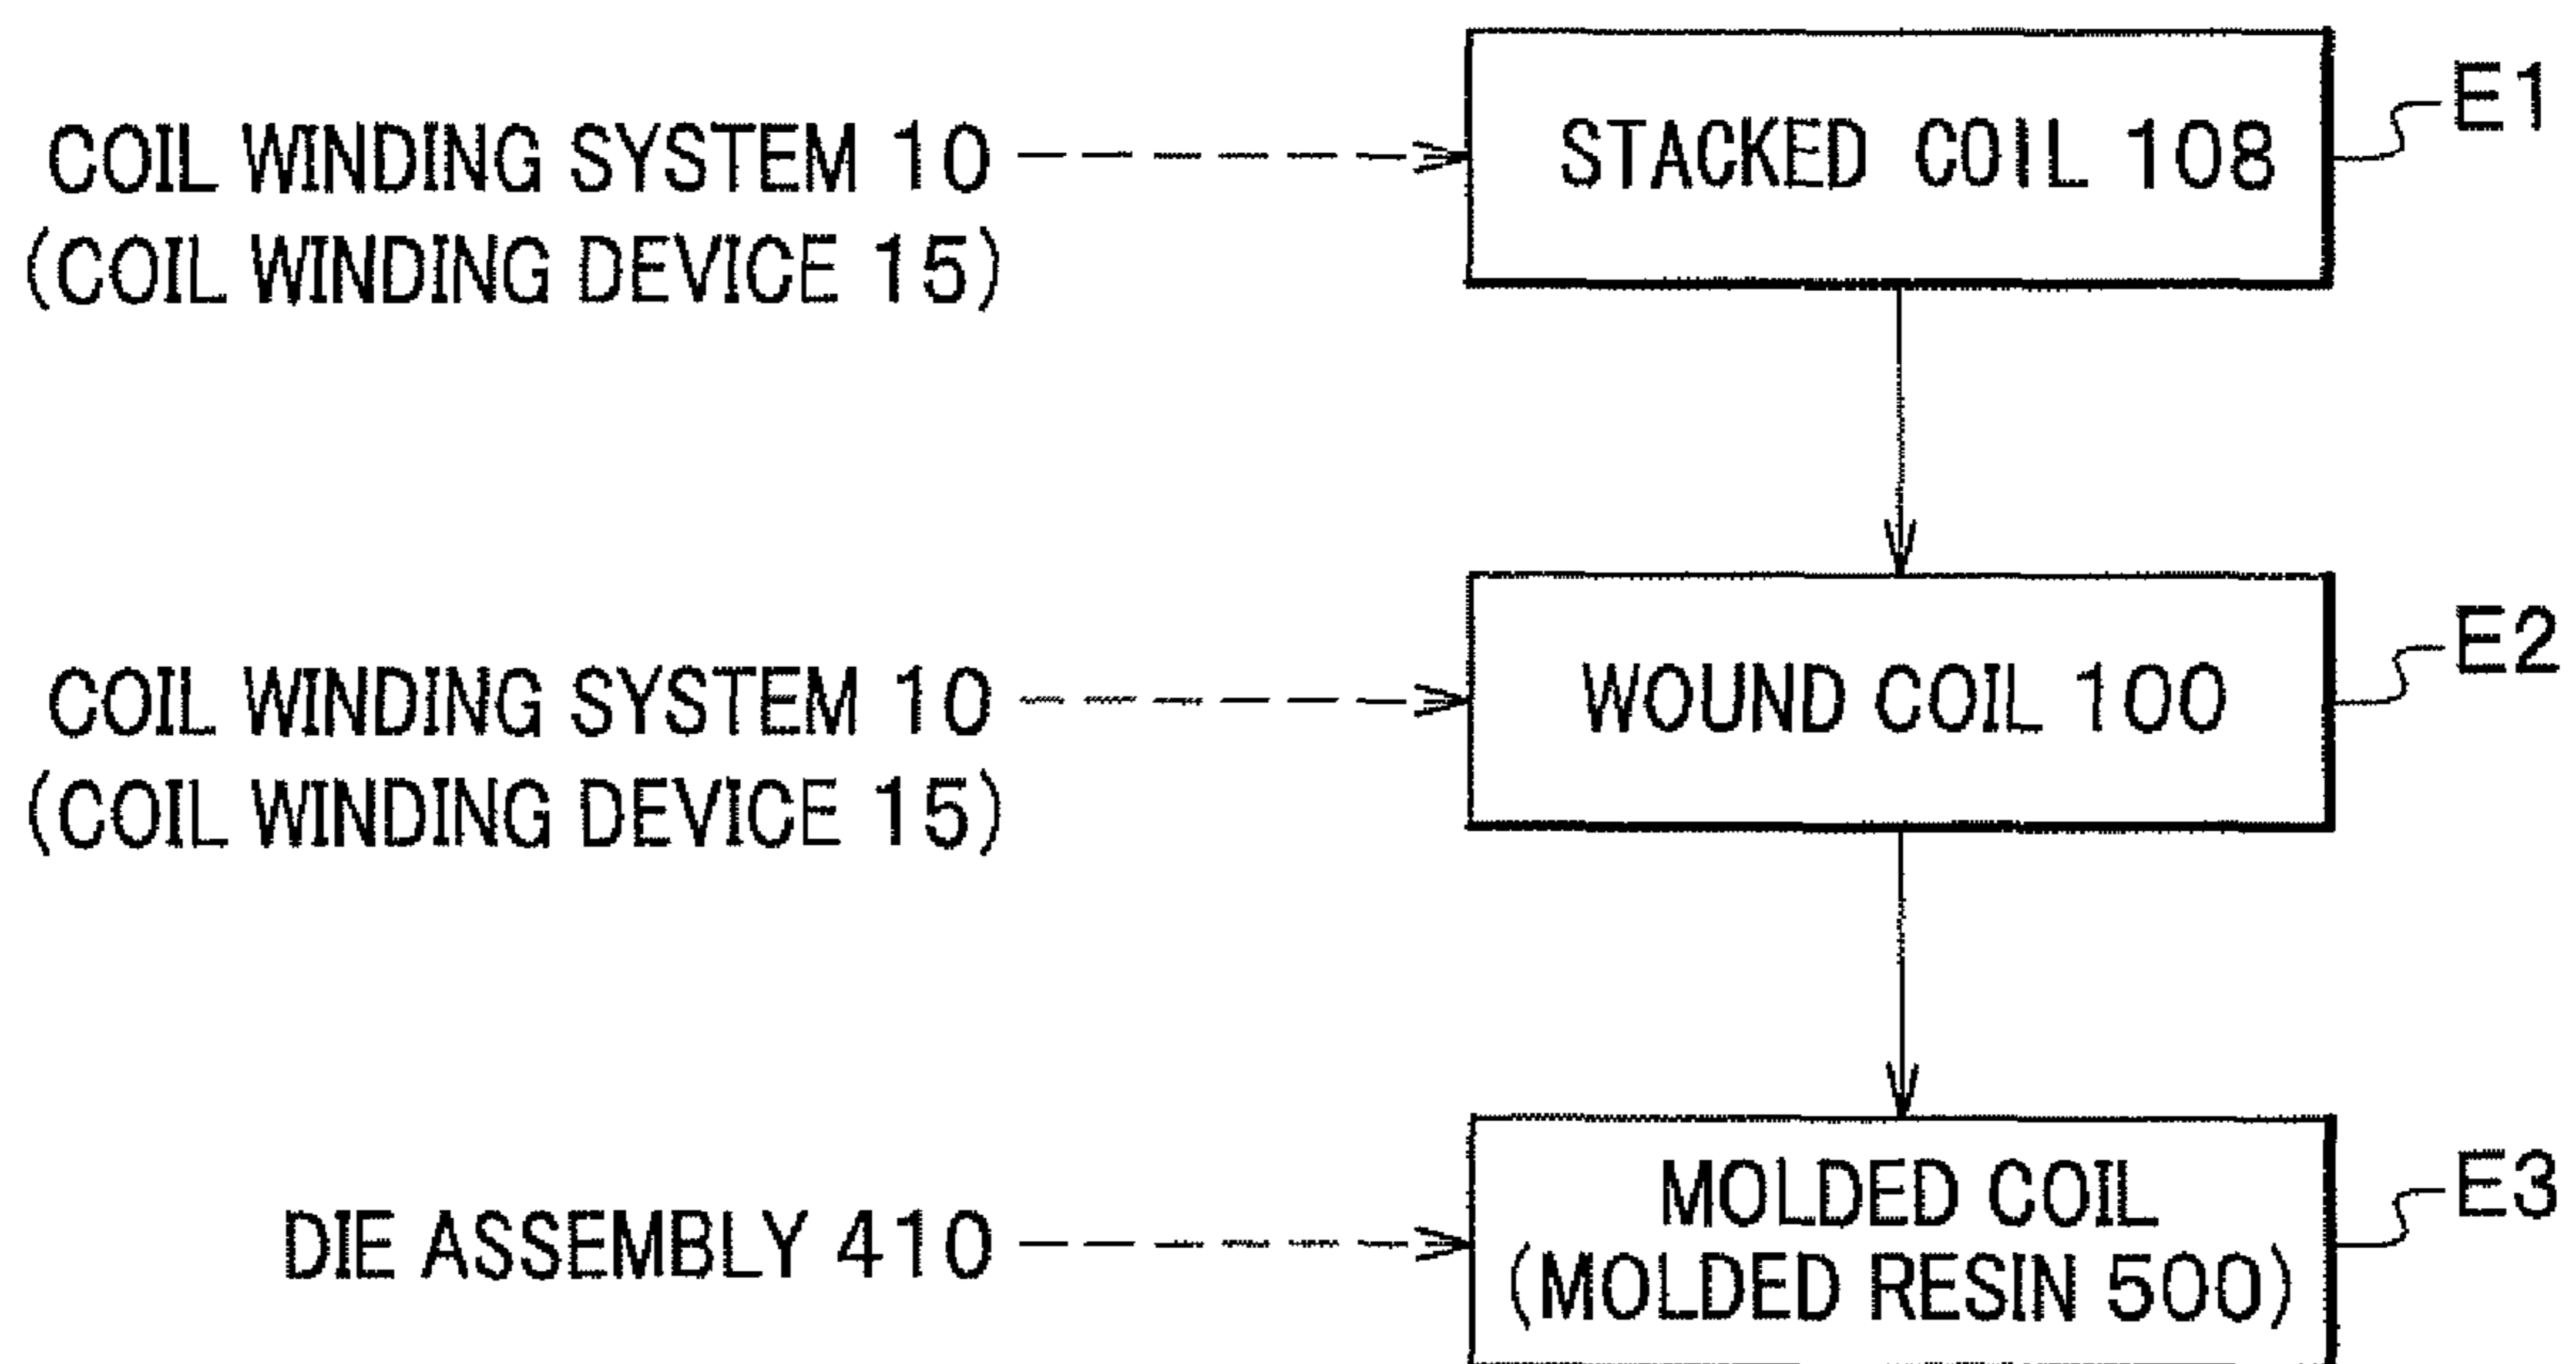 COIL WINDING SYSTEM 10
(COIL WINDING DEVICE 15)
STACKED COIL 108
E1
COIL WINDING SYSTEM 10
(COIL WINDING DEVICE 15)
WOUND COIL 100
E2
DIE ASSEMBLY 410
MOLDED COIL
(MOLDED RESIN 500)
E3